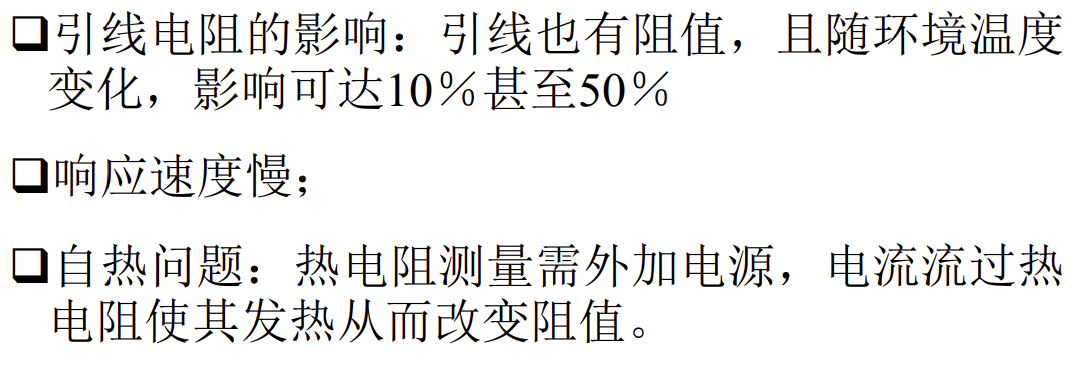 ❑引线电阻的影响：引线也有阻值，且随环境温度
变化，影响可达10％甚至50％
❑响应速度慢；
❑自热问题：热电阻测量需外加电源，电流流过热
电阻使其发热从而改变阻值。